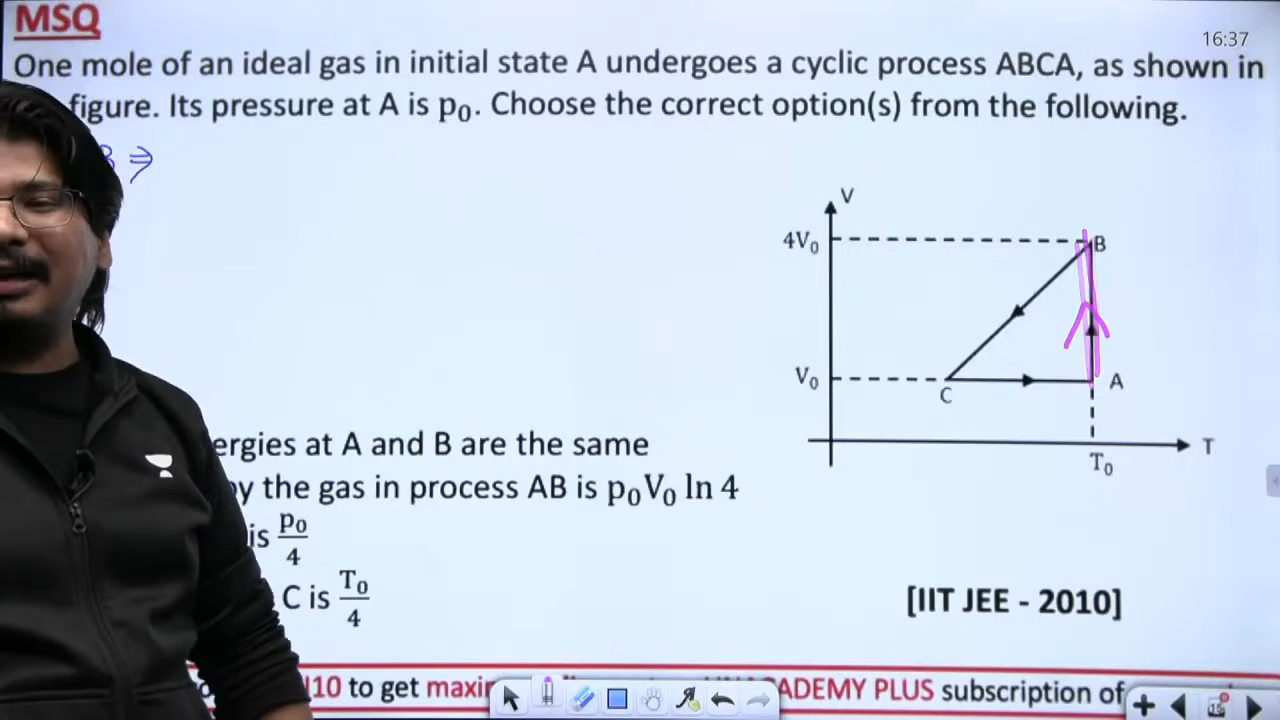 MSQ
16:37
One mole of an ideal gas in initial state A undergoes a cyclic process ABCA, as shown in
figure. Its pressure at A is p₀. Choose the correct option(s) from the following.
B ⇒
V
4V₀
B
V₀
C
A
T
T₀
ergies at A and B are the same
by the gas in process AB is p₀V₀ ln 4
is p₀/4
C is T₀/4
[IIT JEE - 2010]
10 to get
ADEMY PLUS subscription of